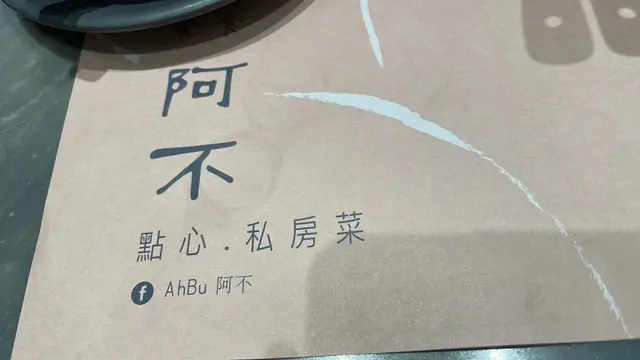 阿
不
點心.私房菜
AhBu 阿不